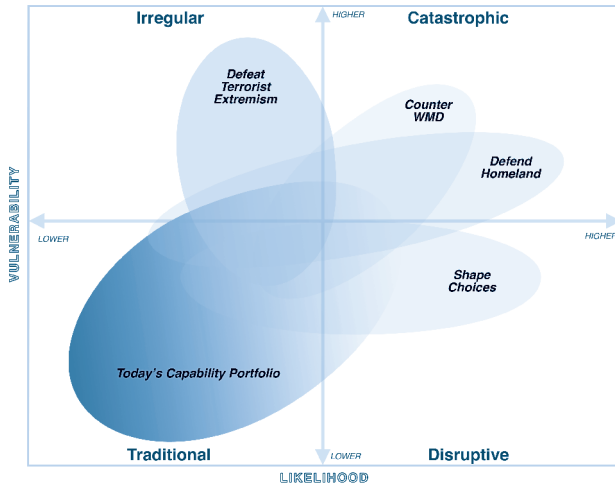 Irregular
HIGHER
Catastrophic
Defeat
Terrorist
Extremism
Counter
WMD
Defend
Homeland
VULNERABILITY
LOWER
HIGHER
Shape
Choices
Today's Capability Portfolio
Traditional
LOWER
Disruptive
LIKELIHOOD